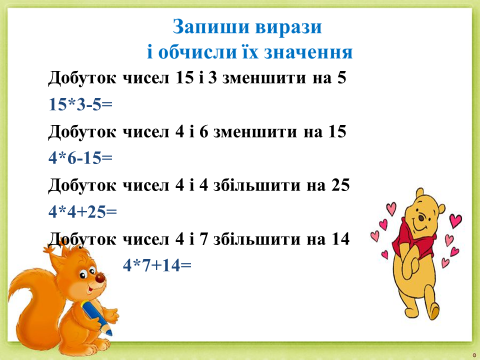 Запиши вирази
і обчисли їх значення
Добуток чисел 15 і 3 зменшити на 5
15*3-5=
Добуток чисел 4 і 6 зменшити на 15
4*6-15=
Добуток чисел 4 і 4 збільшити на 25
4*4+25=
Добуток чисел 4 і 7 збільшити на 14
4*7+14=